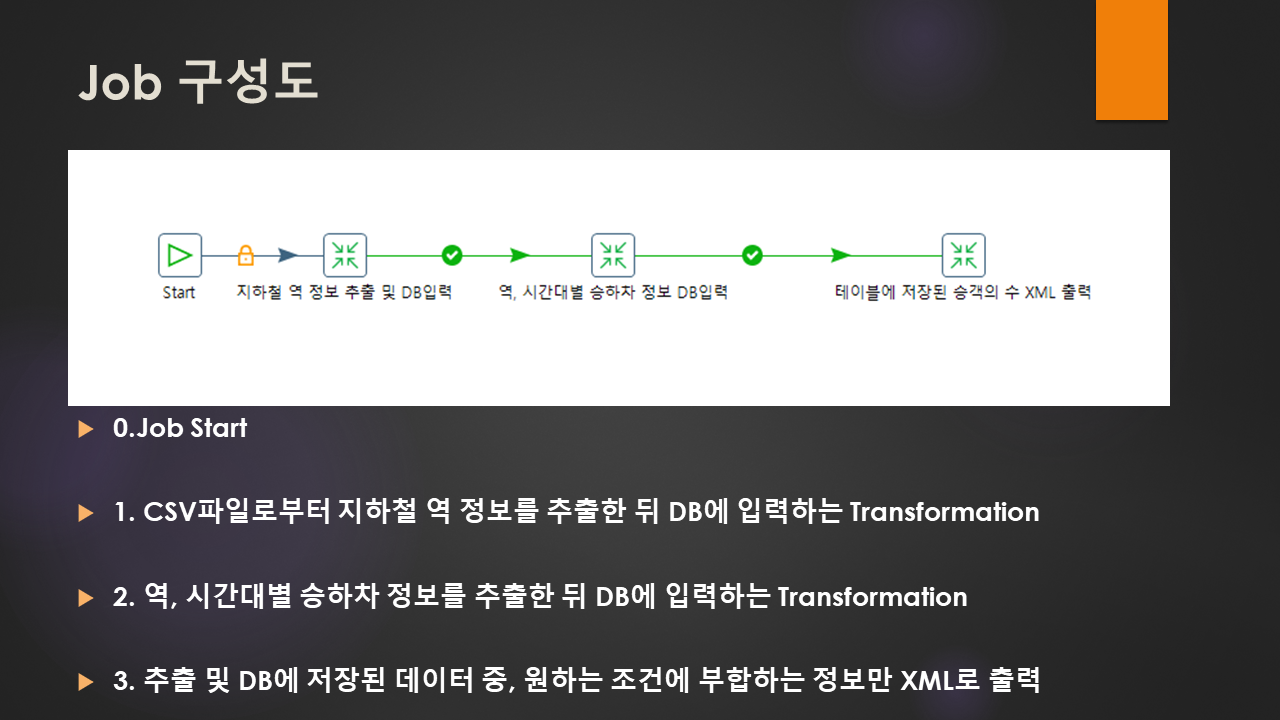 Job 구성도
Start
지하철 역 정보 추출 및 DB입력
역, 시간대별 승하차 정보 DB입력
테이블에 저장된 승객의 수 XML 출력
0.Job Start
1. CSV파일로부터 지하철 역 정보를 추출한 뒤 DB에 입력하는 Transformation
2. 역, 시간대별 승하차 정보를 추출한 뒤 DB에 입력하는 Transformation
3. 추출 및 DB에 저장된 데이터 중, 원하는 조건에 부합하는 정보만 XML로 출력